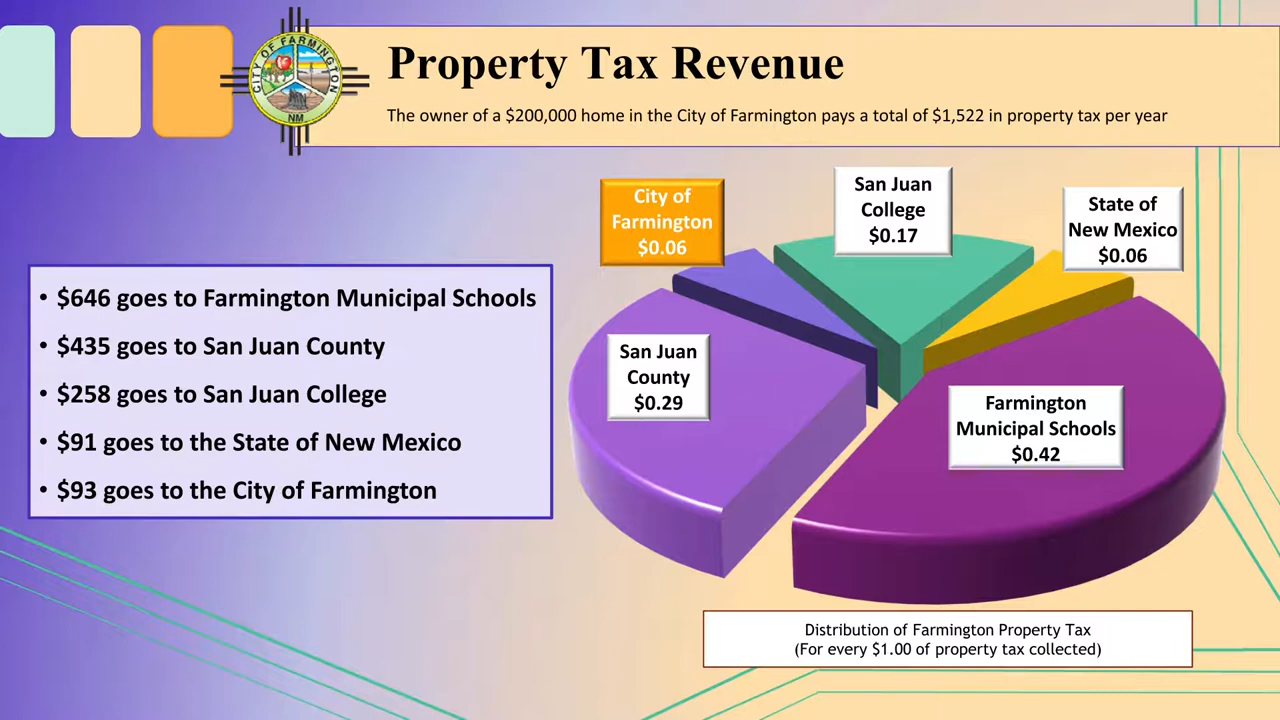 CITY OF FARMINGTON
NM
Property Tax Revenue
The owner of a $200,000 home in the City of Farmington pays a total of $1,522 in property tax per year
• $646 goes to Farmington Municipal Schools
• $435 goes to San Juan County
• $258 goes to San Juan College
• $91 goes to the State of New Mexico
• $93 goes to the City of Farmington
City of
Farmington
$0.06
San Juan
College
$0.17
State of
New Mexico
$0.06
San Juan
County
$0.29
Farmington
Municipal Schools
$0.42
Distribution of Farmington Property Tax
(For every $1.00 of property tax collected)